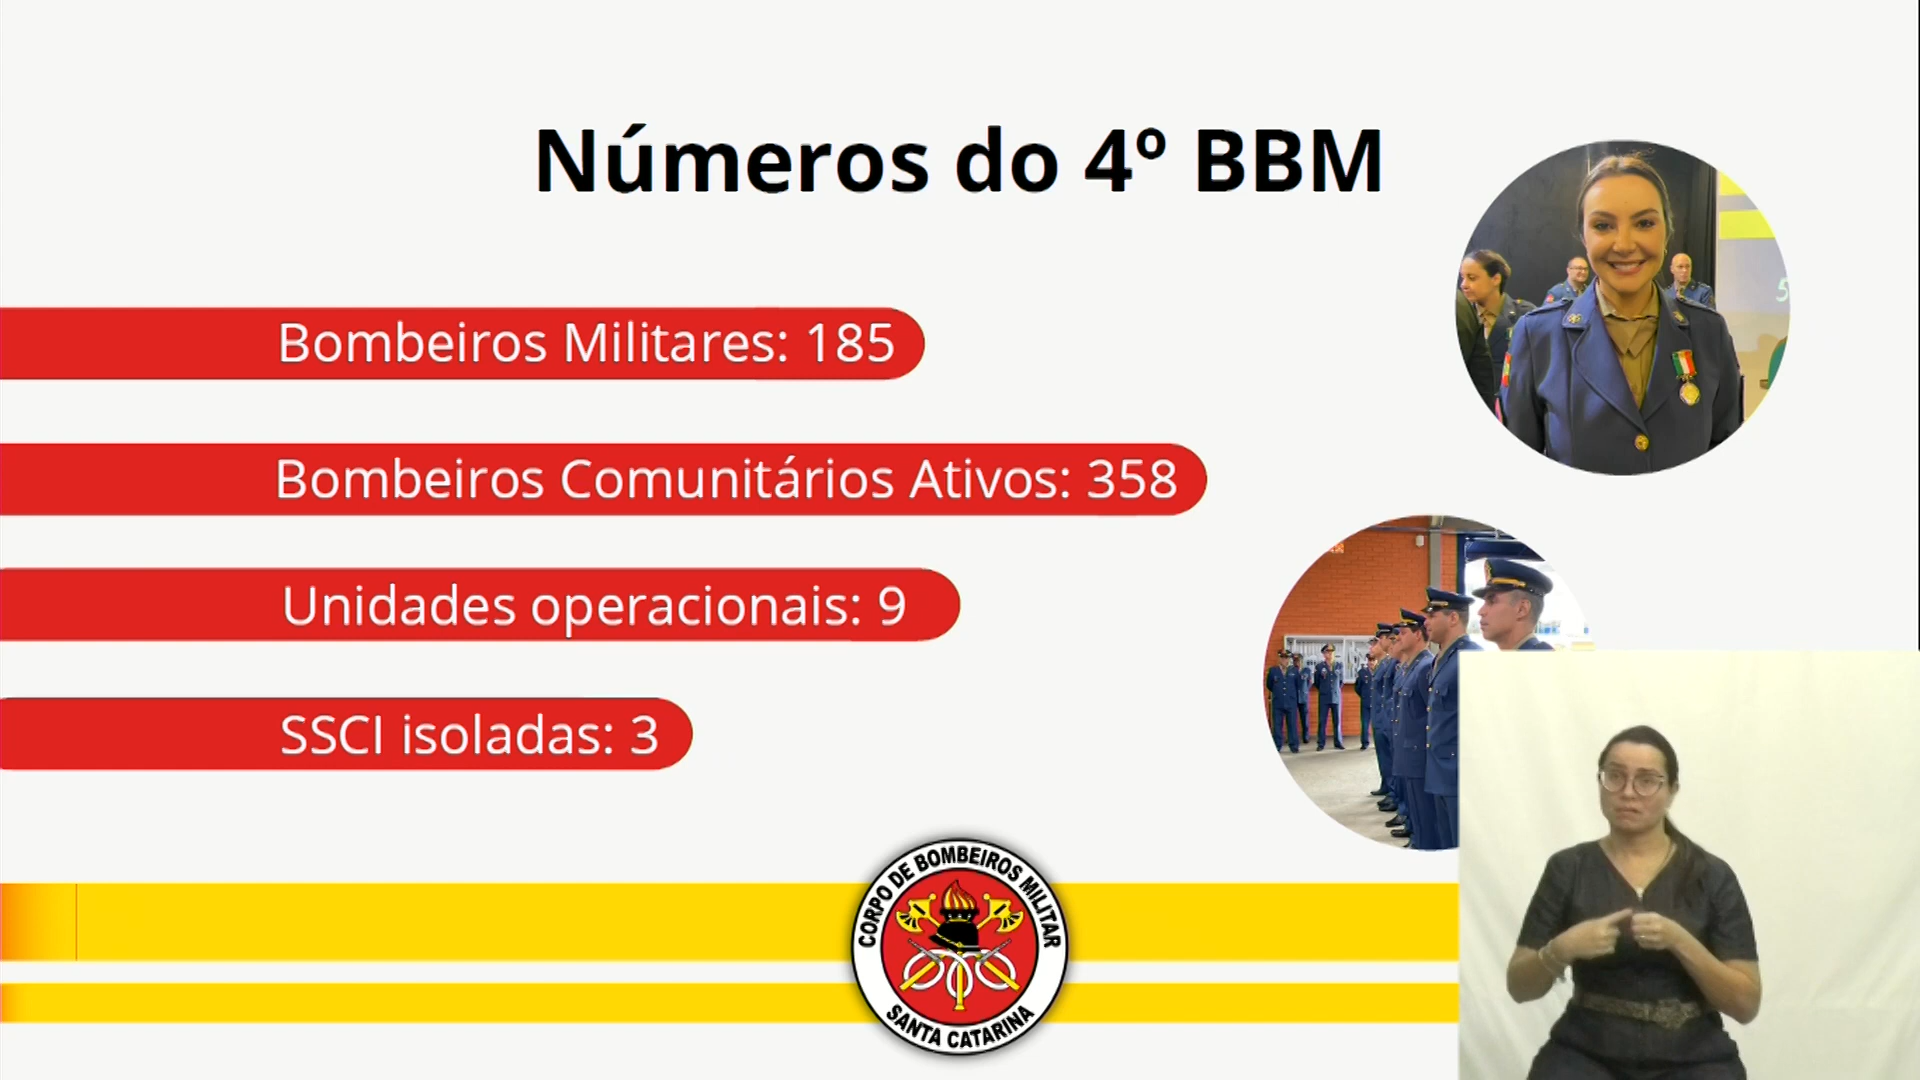 Números do 4º BBM
Bombeiros Militares: 185
Bombeiros Comunitários Ativos: 358
Unidades operacionais: 9
SSCI isoladas: 3
CORPO DE BOMBEIROS MILITAR
SANTA CATARINA
5